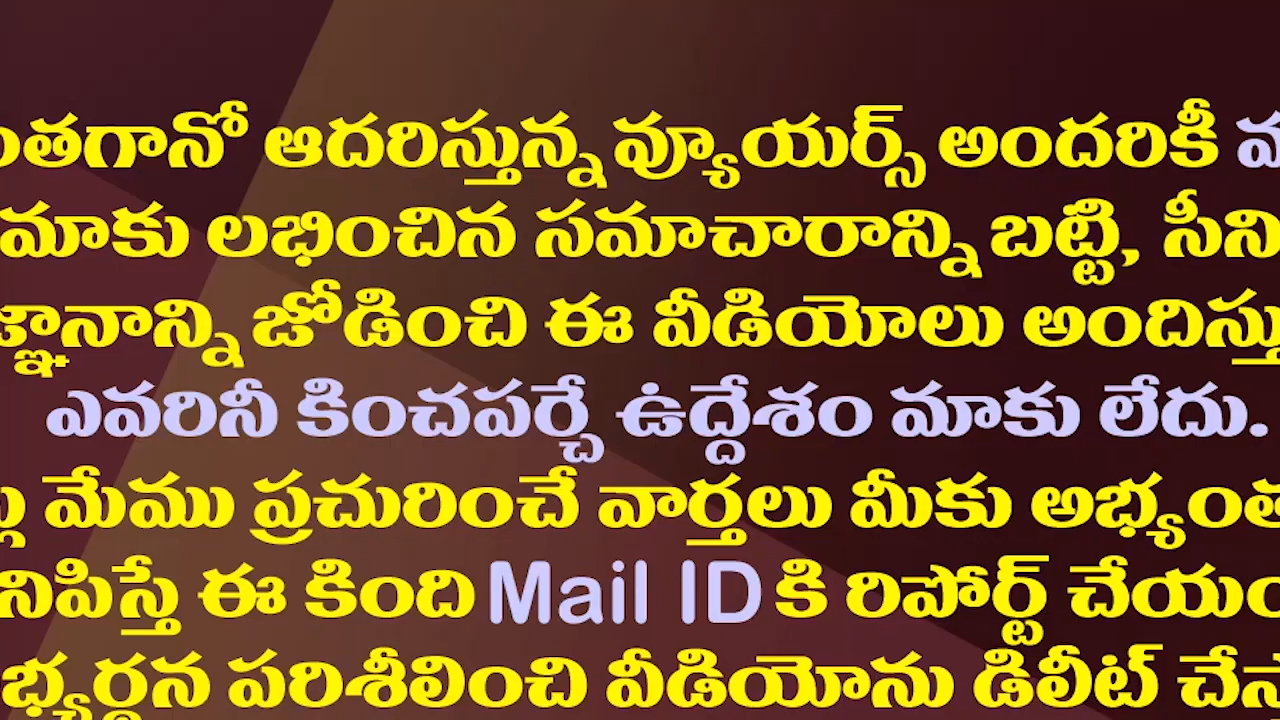 ంతగానో ఆదరిస్తున్న వ్యూయర్స్ అందరికీ
మాకు లభించిన సమాచారాన్ని బట్టి, సీని
జ్ఞానాన్ని జోడించి ఈ వీడియోలు అందిస్తు
ఎవరినీ కించపర్చే ఉద్దేశం మాకు లేదు.
మేము ప్రచురించే వార్తలు మీకు అభ్యంత
నిపిస్తే ఈ కింది Mail ID కి రిపోర్ట్ చేయం
భ్యర్థన పరిశీలించి వీడియోను డిలీట్ చేస